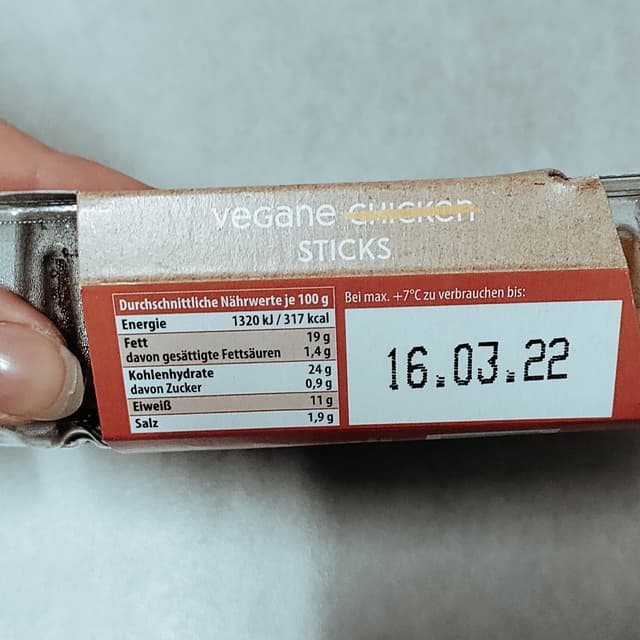 vegane chicken
STICKS
Durchschnittliche Nährwerte je 100 g
Energie 1320 kJ / 317 kcal
Fett 19 g
davon gesättigte Fettsäuren 1,4 g
Kohlenhydrate 24 g
davon Zucker 0,9 g
Eiweiß 11 g
Salz 1,9 g
Bei max. +7°C zu verbrauchen bis:
16.03.22